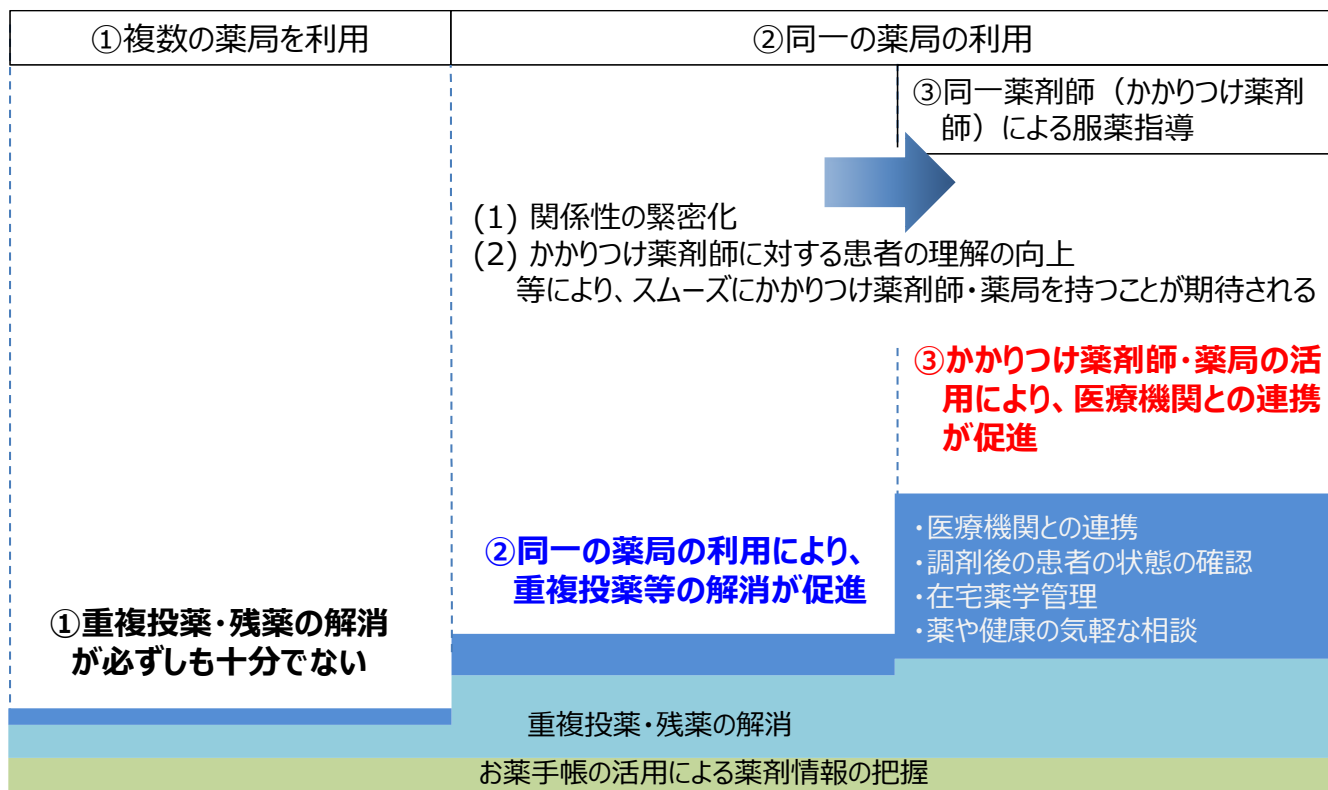 ①複数の薬局を利用
②同一の薬局の利用
③同一薬剤師（かかりつけ薬剤
師）による服薬指導
(1) 関係性の緊密化
(2) かかりつけ薬剤師に対する患者の理解の向上
等により、スムーズにかかりつけ薬剤師・薬局を持つことが期待される
③かかりつけ薬剤師・薬局の活
用により、医療機関との連携
が促進
②同一の薬局の利用により、
重複投薬等の解消が促進
①重複投薬・残薬の解消
が必ずしも十分でない
・医療機関との連携
・調剤後の患者の状態の確認
・在宅薬学管理
・薬や健康の気軽な相談
重複投薬・残薬の解消
お薬手帳の活用による薬剤情報の把握